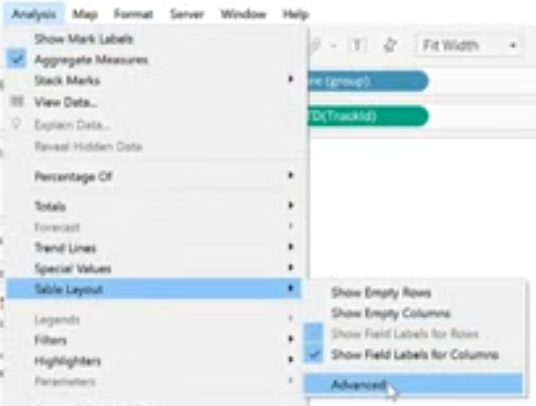 Analysis Map Format Server Window Help
Show Mark Labels
Fit Width
Aggregate Measures
Stack Marks
re (group)
View Data...
TD(TrackId)
Explain Data...
Reveal Hidden Data
Percentage Of
Totals
Forecast
Trend Lines
Special Values
Table Layout
Show Empty Rows
Show Empty Columns
Legends
Show Field Labels for Rows
Filters
Show Field Labels for Columns
Highlighters
Parameters
Advanced